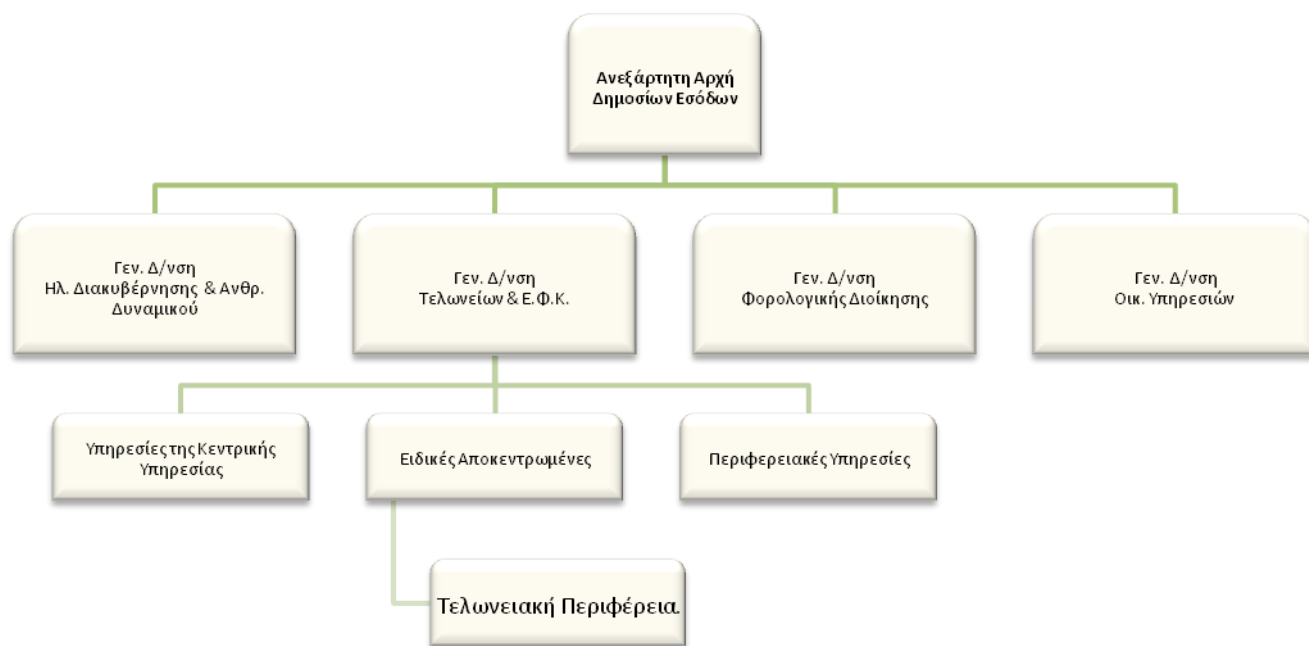 Ανεξάρτητη Αρχή
Δημοσίων Εσόδων
Γεν. Δ/νση
Ηλ. Διακυβέρνησης & Ανθρ.
Δυναμικού
Γεν. Δ/νση
Τελωνείων & Ε.Φ.Κ.
Γεν. Δ/νση
Φορολογικής Διοίκησης
Γεν. Δ/νση
Οικ. Υπηρεσιών
Υπηρεσίες της Κεντρικής
Υπηρεσίας
Ειδικές Αποκεντρωμένες
Περιφερειακές Υπηρεσίες
Τελωνειακή Περιφέρεια.